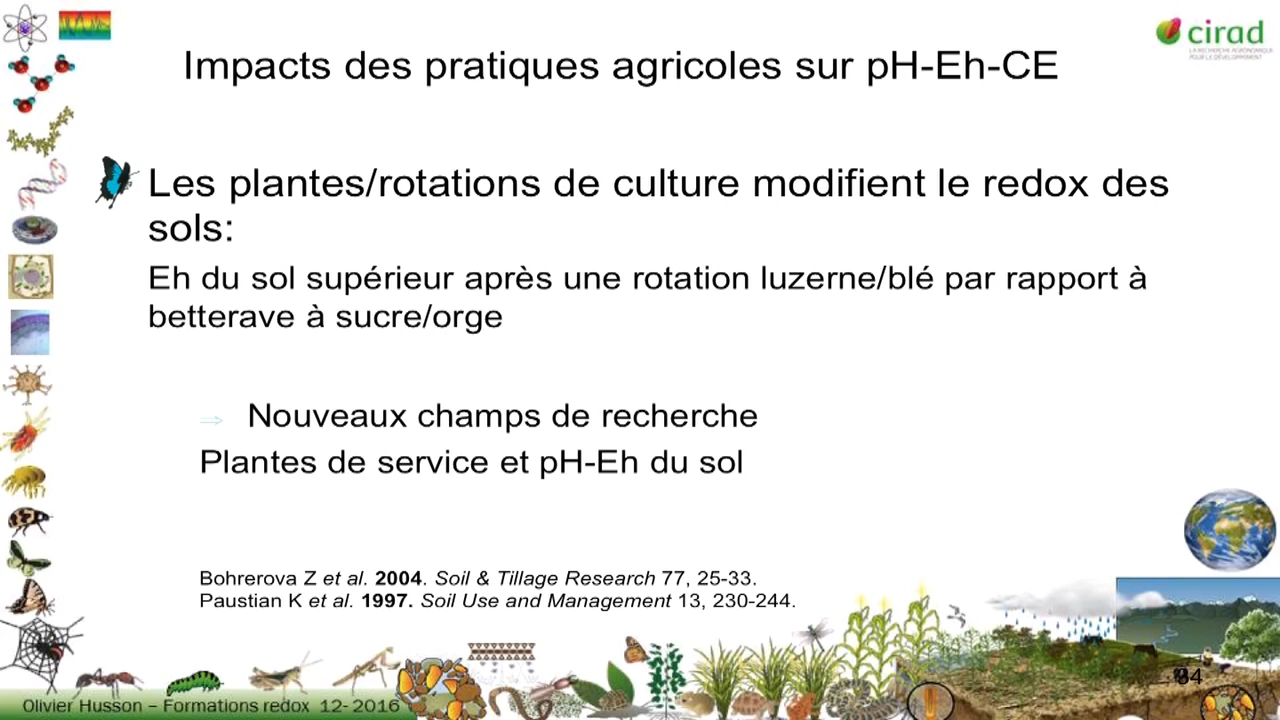 cirad
LA RECHERCHE AGRONOMIQUE
POUR LE DÉVELOPPEMENT
Impacts des pratiques agricoles sur pH-Eh-CE
Les plantes/rotations de culture modifient le redox des
sols:
Eh du sol supérieur après une rotation luzerne/blé par rapport à
betterave à sucre/orge
⇒ Nouveaux champs de recherche
Plantes de service et pH-Eh du sol
Bohrerova Z et al. 2004. Soil & Tillage Research 77, 25-33.
Paustian K et al. 1997. Soil Use and Management 13, 230-244.
Olivier Husson – Formations redox 12- 2016